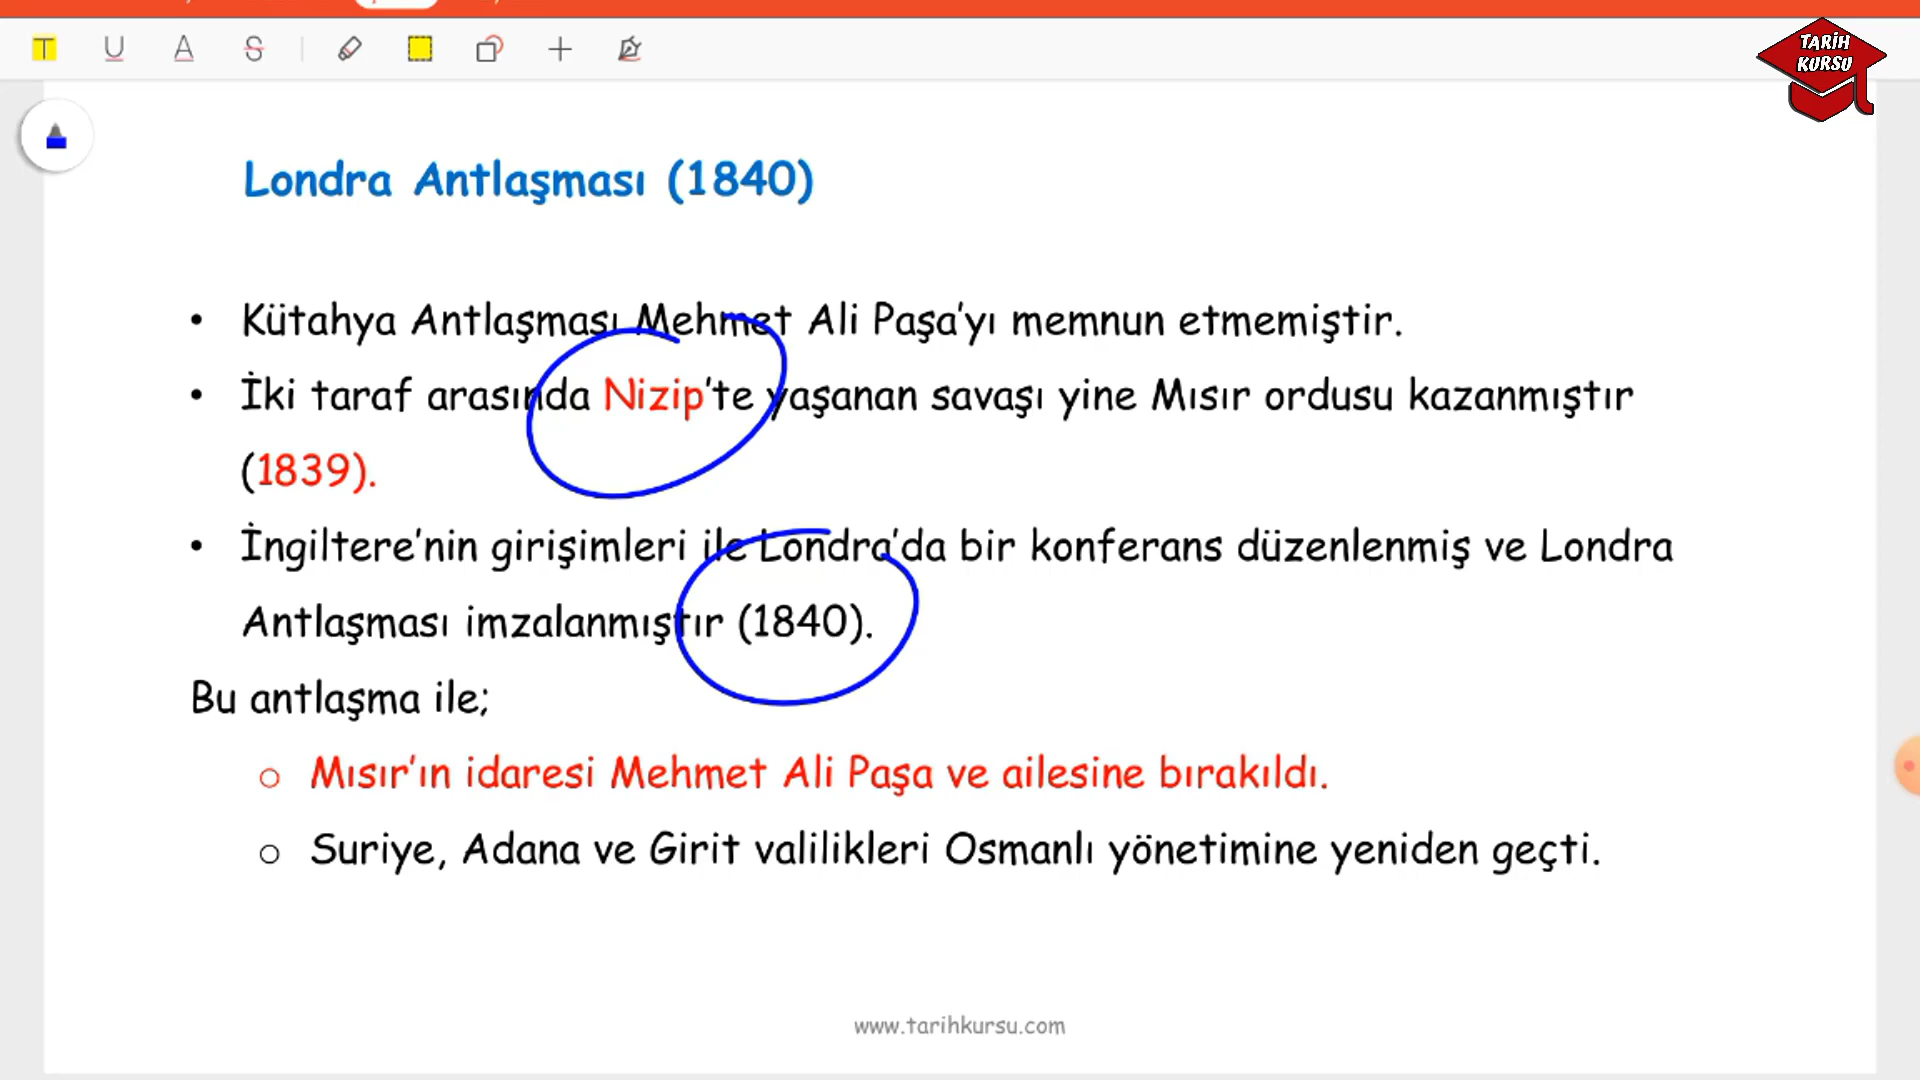 TARİH
KURSU
Londra Antlaşması (1840)
• Kütahya Antlaşması Mehmet Ali Paşa’yı memnun etmemiştir.
• İki taraf arasında Nizip’te yaşanan savaşı yine Mısır ordusu kazanmıştır
(1839).
• İngiltere’nin girişimleri ile Londra’da bir konferans düzenlenmiş ve Londra
Antlaşması imzalanmıştır (1840).
Bu antlaşma ile;
o Mısır’ın idaresi Mehmet Ali Paşa ve ailesine bırakıldı.
o Suriye, Adana ve Girit valilikleri Osmanlı yönetimine yeniden geçti.
www.tarihkursu.com